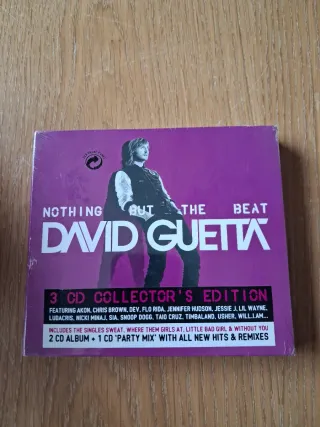 NOTHING BUT THE BEAT
DAVID GUETTA
3 CD COLLECTOR'S EDITION
FEATURING AKON, CHRIS BROWN, DEV, FLO RIDA, JENNIFER HUDSON, JESSIE J, LIL WAYNE,
LUDACRIS, NICKI MINAJ, SIA, SNOOP DOGG, TAIO CRUZ, TIMBALAND, USHER, WILL.I.AM...
INCLUDES THE SINGLES SWEAT, WHERE THEM GIRLS AT, LITTLE BAD GIRL & WITHOUT YOU
2 CD ALBUM + 1 CD 'PARTY MIX' WITH ALL NEW HITS & REMIXES